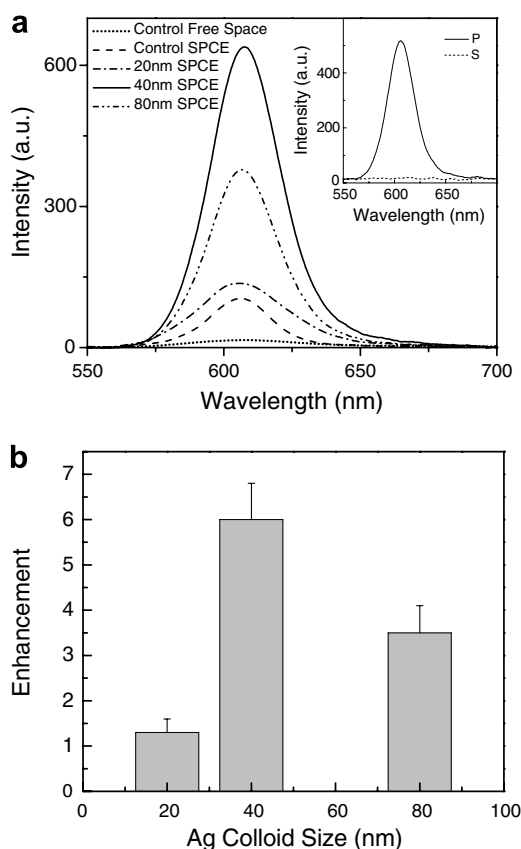 a
Control Free Space
Control SPCE
20nm SPCE
40nm SPCE
80nm SPCE
Intensity (a.u.)
600
300
0
550 600 650 700
Wavelength (nm)
P
S
Intensity (a.u.)
400
200
0
550 600 650
Wavelength (nm)
b
Enhancement
7
6
5
4
3
2
1
0
0 20 40 60 80 100
Ag Colloid Size (nm)